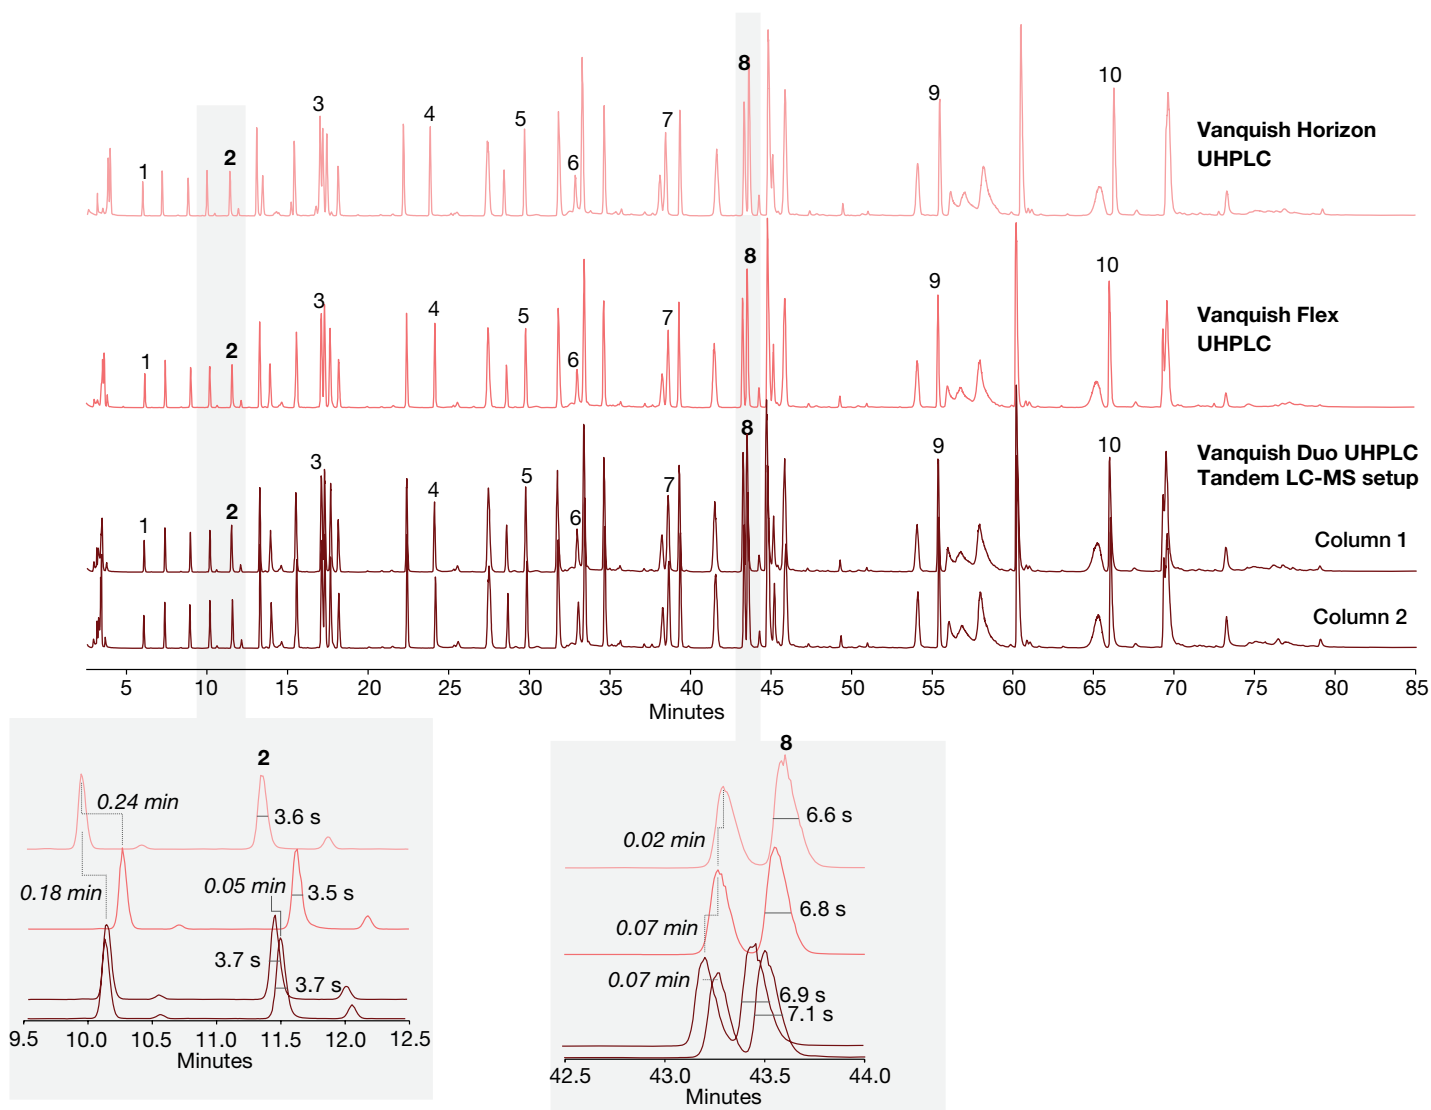 1
2
3
4
5
6
7
8
9
10
Vanquish Horizon
UHPLC
1
2
3
4
5
6
7
8
9
10
Vanquish Flex
UHPLC
1
2
3
4
5
6
7
8
9
10
Vanquish Duo UHPLC
Tandem LC-MS setup
Column 1
Column 2
5 10 15 20 25 30 35 40 45 50 55 60 65 70 75 80 85
Minutes
2
0.24 min
3.6 s
0.18 min
0.05 min
3.5 s
3.7 s
3.7 s
9.5 10.0 10.5 11.0 11.5 12.0 12.5
Minutes
8
0.02 min
6.6 s
0.07 min
6.8 s
0.07 min
6.9 s
7.1 s
42.5 43.0 43.5 44.0
Minutes